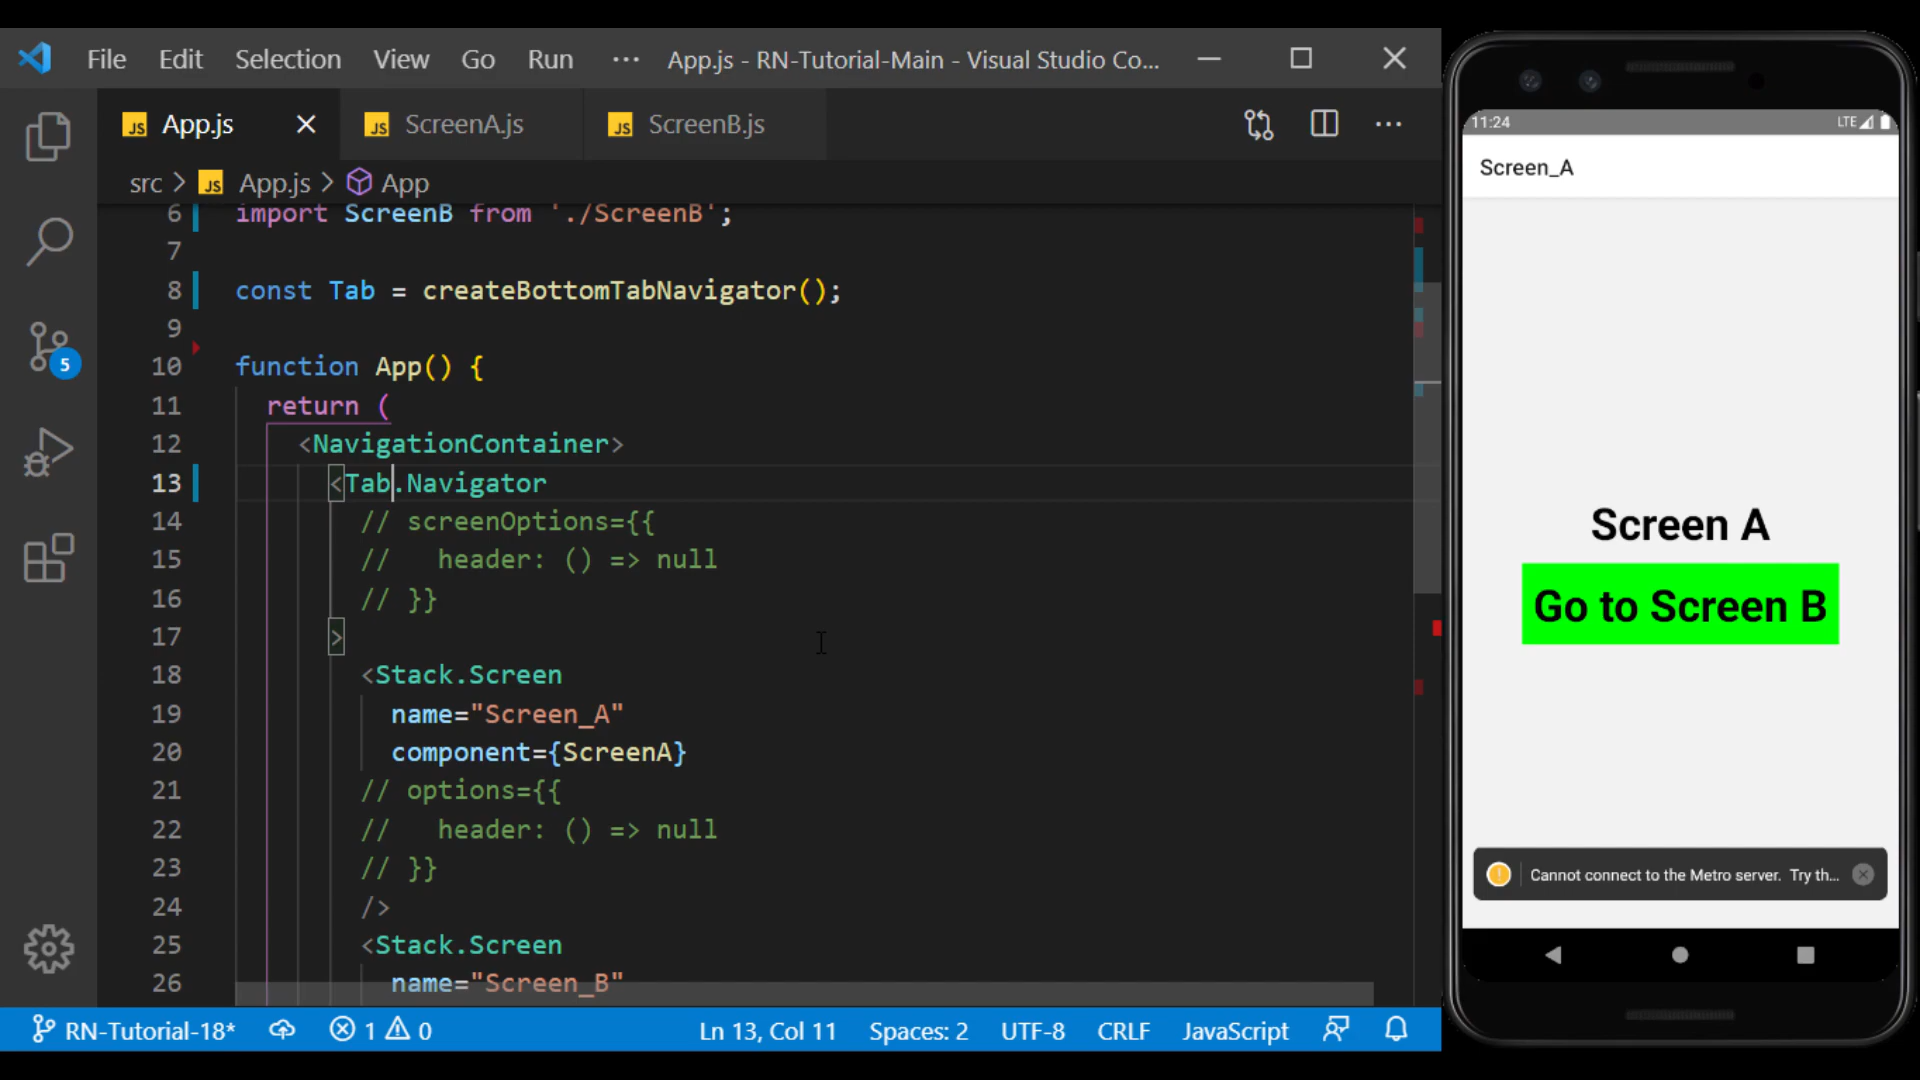 File Edit Selection View Go Run ··· App.js - RN-Tutorial-Main - Visual Studio Co...
JS App.js JS ScreenA.js JS ScreenB.js ···
src > JS App.js > App
6 import ScreenB from './ScreenB';
7
8 const Tab = createBottomTabNavigator();
9
10 function App() {
11 return (
12 <NavigationContainer>
13 <Tab.Navigator
14 // screenOptions={{
15 //   header: () => null
16 // }}
17 >
18 <Stack.Screen
19 name="Screen_A"
20 component={ScreenA}
21 // options={{
22 //   header: () => null
23 // }}
24 />
25 <Stack.Screen
26 name="Screen_B"
5
RN-Tutorial-18* 1 0 Ln 13, Col 11 Spaces: 2 UTF-8 CRLF JavaScript
11:24 LTE
Screen_A
Screen A
Go to Screen B
Cannot connect to the Metro server. Try th...